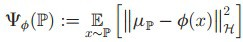 Ψ_ϕ(ℙ) := 𝔼_{x∼ℙ} [ ‖μ_ℙ − ϕ(x)‖²_ℋ ]